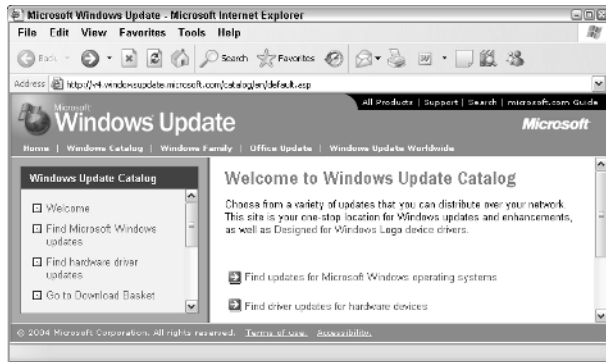 Microsoft Windows Update - Microsoft Internet Explorer
File Edit View Favorites Tools Help
Back Search Favorites
Address http://v4.windowsupdate.microsoft.com/catalog/en/default.asp
All Products | Support | Search | microsoft.com Guide
Microsoft
Windows Update
Microsoft
Home | Windows Catalog | Windows Family | Office Update | Windows Update Worldwide
Windows Update Catalog
Welcome
Find Microsoft Windows
updates
Find hardware driver
updates
Go to Download Basket
Welcome to Windows Update Catalog
Choose from a variety of updates that you can distribute over your network.
This site is your one-stop location for Windows updates and enhancements,
as well as Designed for Windows Logo device drivers.
Find updates for Microsoft Windows operating systems
Find driver updates for hardware devices
© 2004 Microsoft Corporation. All rights reserved. Terms of Use. Accessibility.